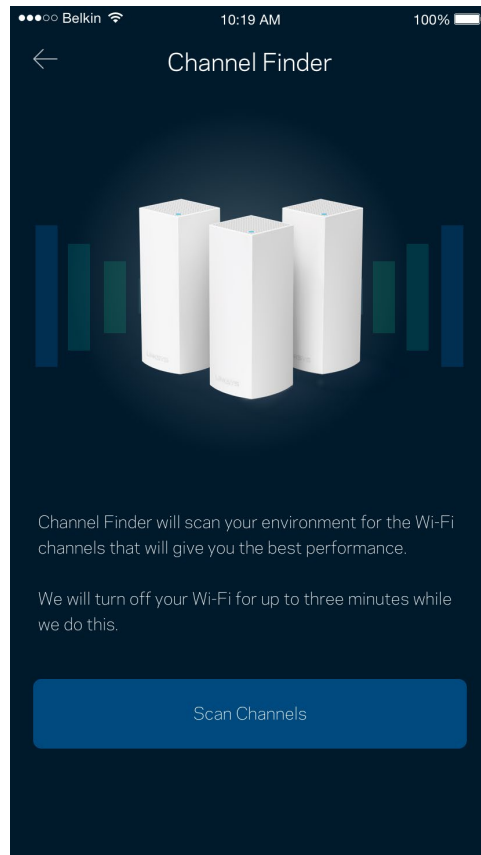 Belkin 10:19 AM 100%
Channel Finder
Channel Finder will scan your environment for the Wi-Fi
channels that will give you the best performance.
We will turn off your Wi-Fi for up to three minutes while
we do this.
Scan Channels